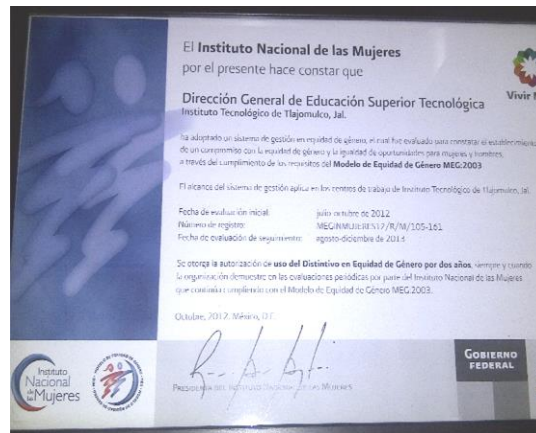 El Instituto Nacional de las Mujeres
por el presente hace constar que
Dirección General de Educación Superior Tecnológica
Instituto Tecnológico de Tlajomulco, Jal.
ha adoptado un sistema de gestión en equidad de género, el cual fue evaluado para constatar el establecimiento
de un compromiso con la equidad de género y la igualdad de oportunidades para mujeres y hombres,
a través del cumplimiento de los requisitos del Modelo de Equidad de Género MEG:2003
El alcance del sistema de gestión aplica en los centros de trabajo de Instituto Tecnológico de Tlajomulco, Jal.
Fecha de evaluación inicial: julio-octubre de 2012
Número de registro: MEGINMUJERES12/R/M/105-161
Fecha de evaluación de seguimiento: agosto-diciembre de 2013
Se otorga la autorización de uso del Distintivo en Equidad de Género por dos años, siempre y cuando
la organización demuestre en las evaluaciones periódicas por parte del Instituto Nacional de las Mujeres
que continúa cumpliendo con el Modelo de Equidad de Género MEG:2003.
Octubre, 2012. México, D.F.
Presidenta del Instituto Nacional de las Mujeres
Vivir
Instituto
Nacional
de las
Mujeres
GOBIERNO
FEDERAL